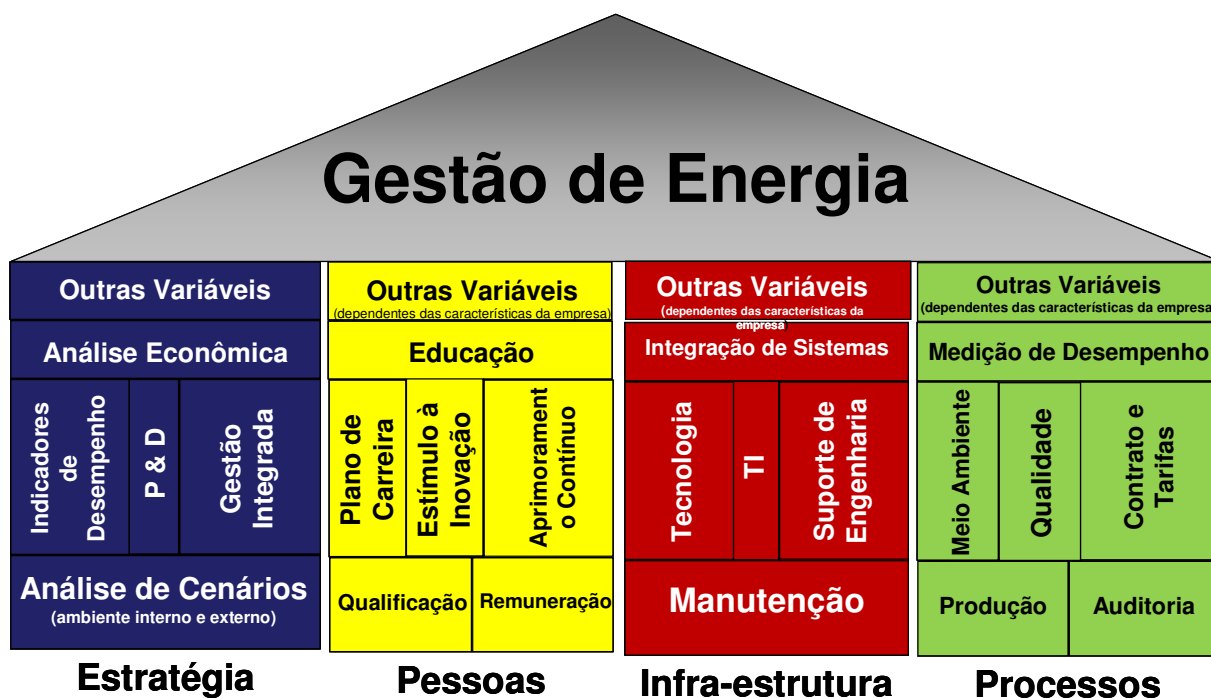 Gestão de Energia
Outras Variáveis
Análise Econômica
Indicadores
de
Desempenho
P & D
Gestão
Integrada
Análise de Cenários
(ambiente interno e externo)
Estratégia
Outras Variáveis
(dependentes das características da empresa)
Educação
Plano de
Carreira
Estímulo à
Inovação
Aprimorament
o Contínuo
Qualificação
Remuneração
Pessoas
Outras Variáveis
(dependentes das características da
empresa)
Integração de Sistemas
Tecnologia
TI
Suporte de
Engenharia
Manutenção
Infra-estrutura
Outras Variáveis
(dependentes das características da empresa)
Medição de Desempenho
Meio Ambiente
Qualidade
Contrato e
Tarifas
Produção
Auditoria
Processos